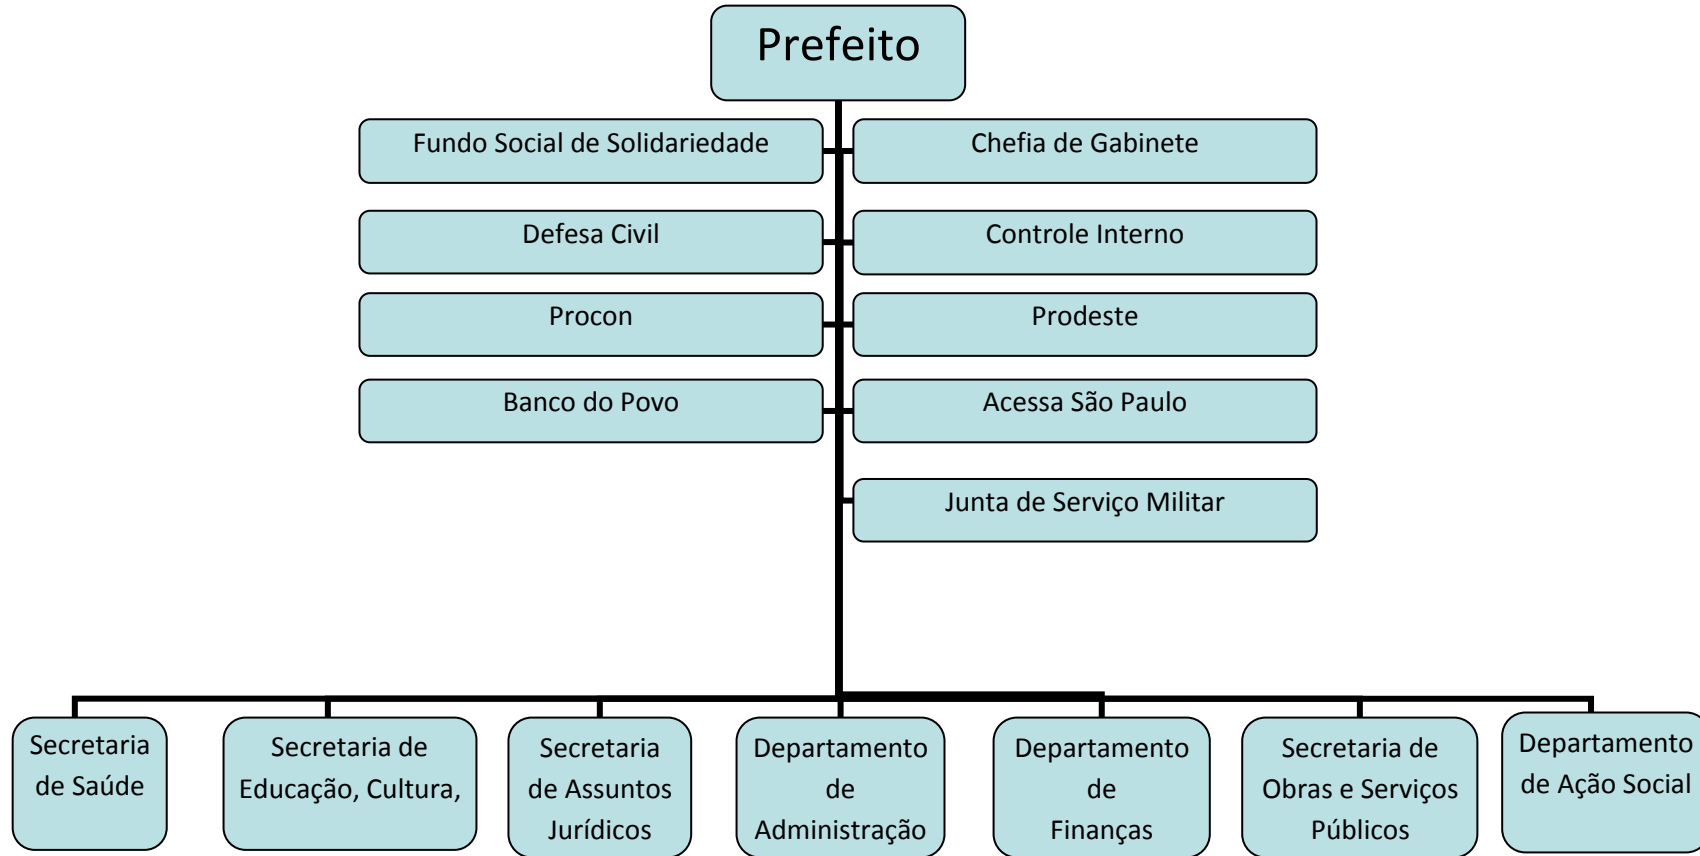 Prefeito
Fundo Social de Solidariedade
Chefia de Gabinete
Defesa Civil
Controle Interno
Procon
Prodeste
Banco do Povo
Acessa São Paulo
Junta de Serviço Militar
Secretaria
de Saúde
Secretaria de
Educação, Cultura,
Secretaria
de Assuntos
Jurídicos
Departamento
de
Administração
Departamento
de
Finanças
Secretaria de
Obras e Serviços
Públicos
Departamento
de Ação Social